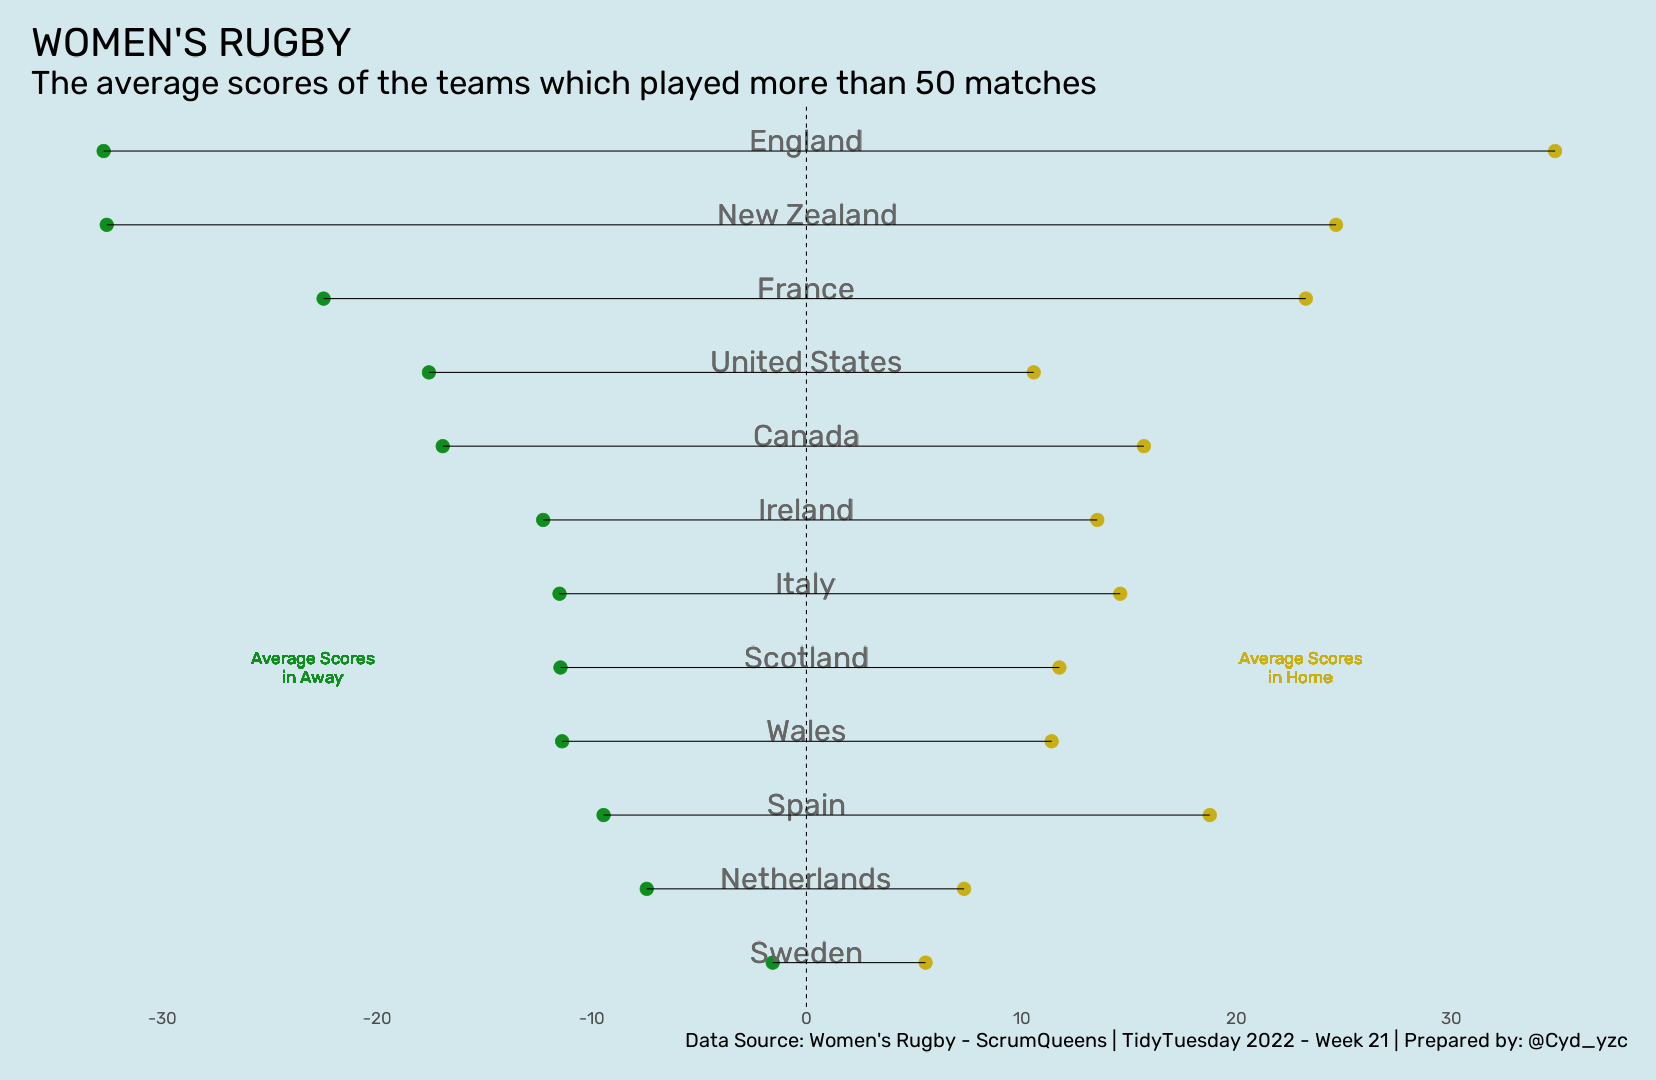 WOMEN'S RUGBY
The average scores of the teams which played more than 50 matches
England
New Zealand
France
United States
Canada
Ireland
Italy
Scotland
Average Scores
in Away
Average Scores
in Home
Wales
Spain
Netherlands
Sweden
-30 -20 -10 0 10 20 30
Data Source: Women's Rugby - ScrumQueens | TidyTuesday 2022 - Week 21 | Prepared by: @Cyd_yzc